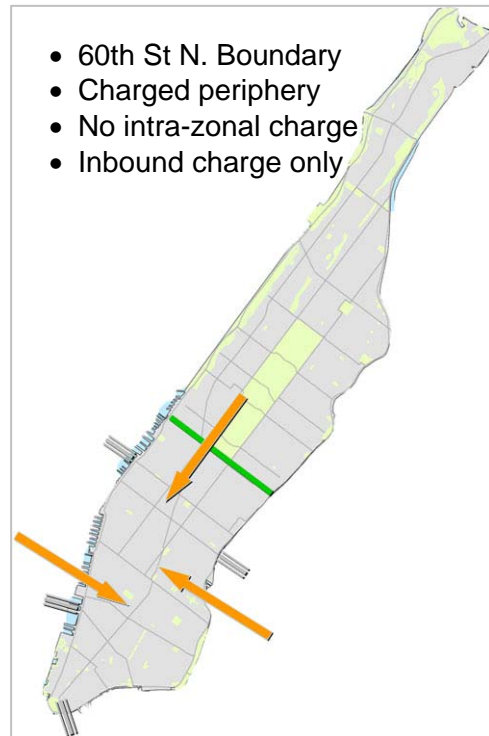 • 60th St N. Boundary
• Charged periphery
• No intra-zonal charge
• Inbound charge only